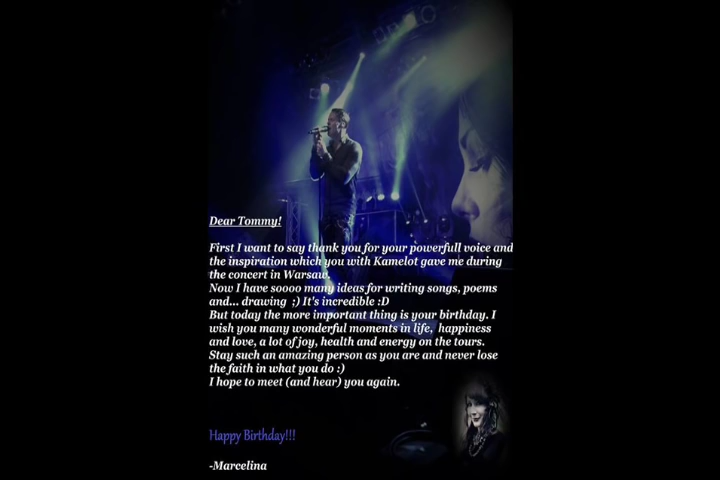 Dear Tommy!
First I want to say thank you for your powerfull voice and
the inspiration which you with Kamelot gave me during
the concert in Warsaw.
Now I have soooo many ideas for writing songs, poems
and... drawing  ;) It's incredible :D
But today the more important thing is your birthday. I
wish you many wonderful moments in life,  happiness
and love, a lot of joy, health and energy on the tours.
Stay such an amazing person as you are and never lose
the faith in what you do :)
I hope to meet (and hear) you again.
Happy Birthday!!!
-Marcelina